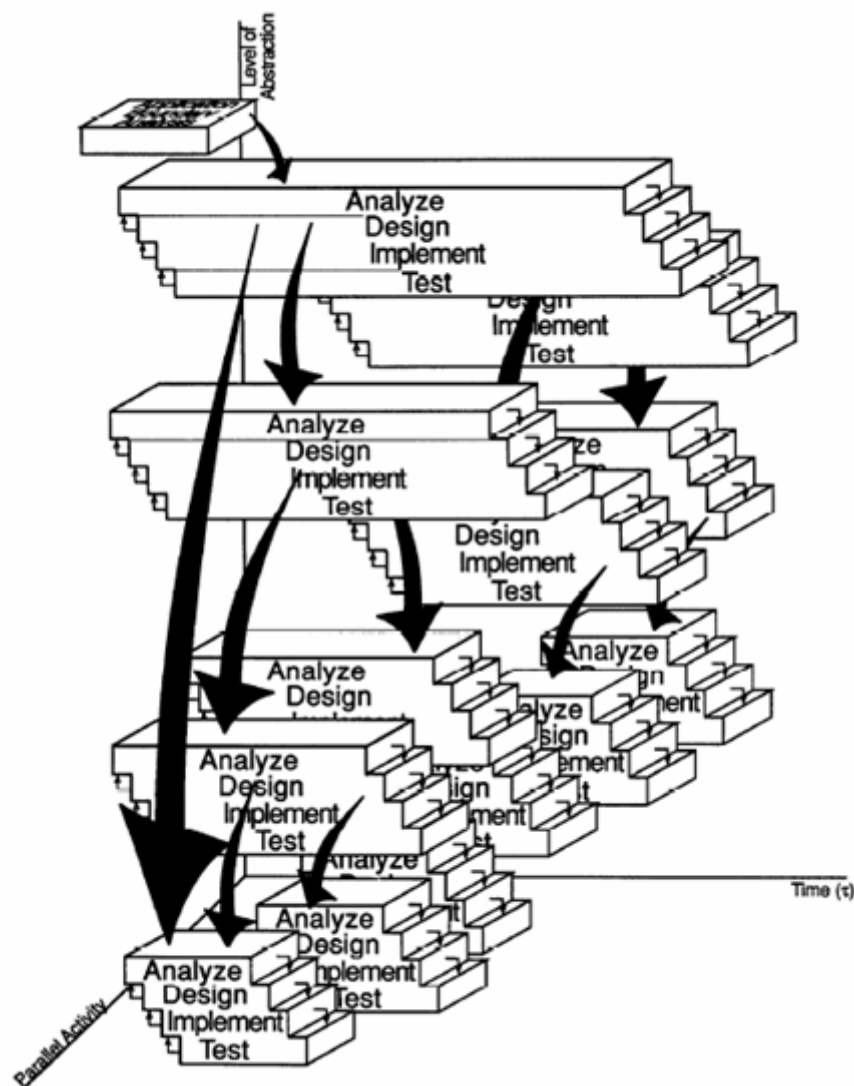 Level of
Abstraction
Analyze
Design
Implement
Test
Design
Implement
Test
Analyze
Design
Implement
Test
Design
Implement
Test
Analyze
Design
Analyze
Analyze
Design
Implement
Test
Analyze
Time (τ)
Analyze
Design
Implement
Test
Analyze
Design
Implement
Test
Parallel Activity